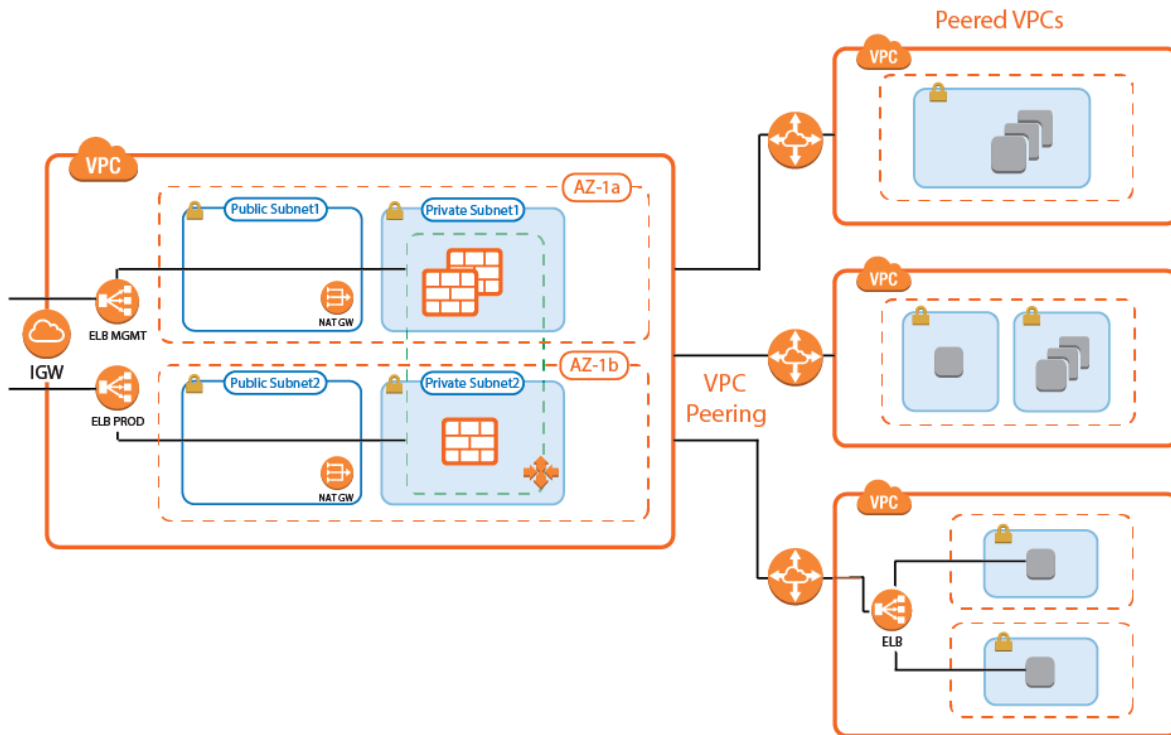 Peered VPCs
VPC
VPC
AZ-1a
Public Subnet1
Private Subnet1
NAT GW
ELB MGMT
IGW
AZ-1b
Public Subnet2
Private Subnet2
ELB PROD
NAT GW
VPC
Peering
VPC
VPC
ELB